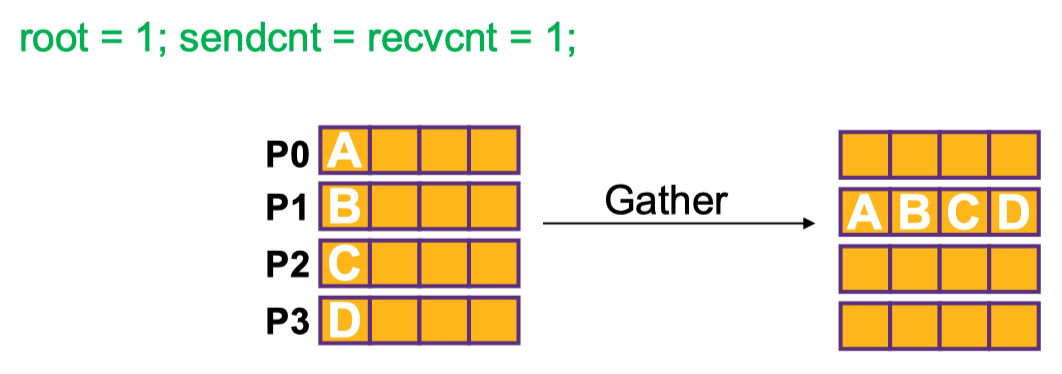 root = 1; sendcnt = recvcnt = 1;
P0 A
P1 B
P2 C
P3 D
Gather
A B C D